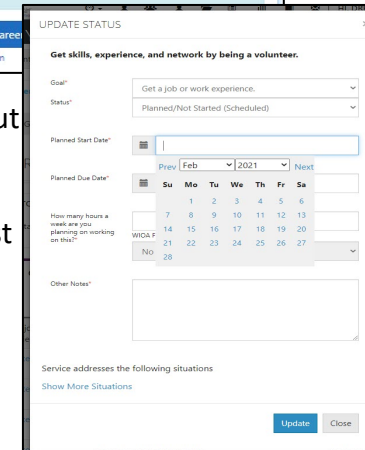 UPDATE STATUS
Get skills, experience, and network by being a volunteer.
Goal*
Get a job or work experience.
Status*
Planned/Not Started (Scheduled)
Planned Start Date*
Prev Feb 2021 Next
Su Mo Tu We Th Fr Sa
1 2 3 4 5 6
7 8 9 10 11 12 13
14 15 16 17 18 19 20
21 22 23 24 25 26 27
28
Planned Due Date*
How many hours a
week are you
planning on working
on this?*
WIOA
No
Other Notes*
Service addresses the following situations
Show More Situations
Update Close